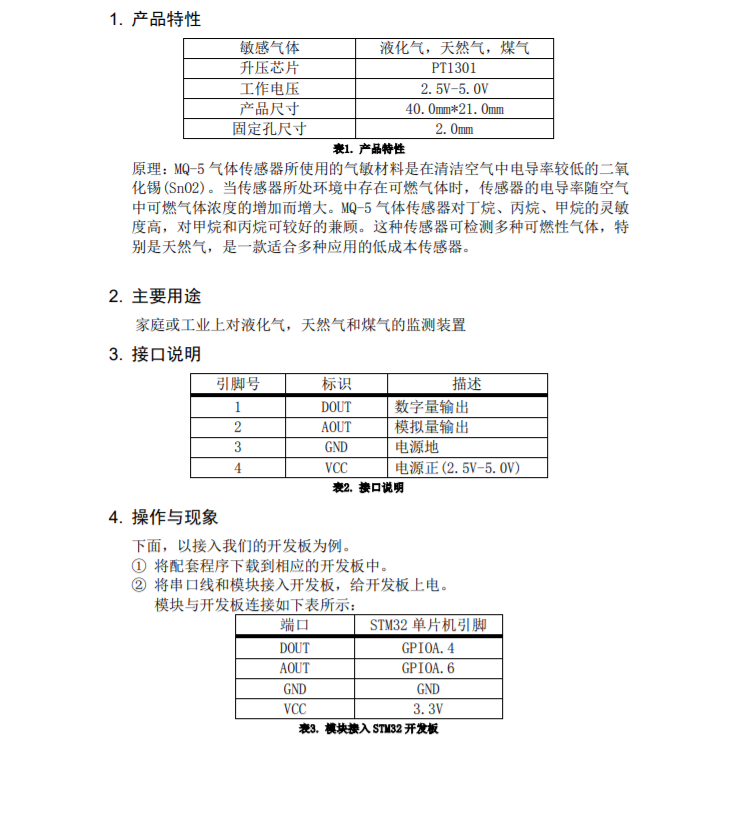 1. 产品特性
敏感气体 液化气，天然气，煤气
升压芯片 PT1301
工作电压 2.5V-5.0V
产品尺寸 40.0mm*21.0mm
固定孔尺寸 2.0mm
表1. 产品特性
原理：MQ-5 气体传感器所使用的气敏材料是在清洁空气中电导率较低的二氧
化锡(SnO2)。当传感器所处环境中存在可燃气体时，传感器的电导率随空气
中可燃气体浓度的增加而增大。MQ-5 气体传感器对丁烷、丙烷、甲烷的灵敏
度高，对甲烷和丙烷可较好的兼顾。这种传感器可检测多种可燃性气体，特
别是天然气，是一款适合多种应用的低成本传感器。
2. 主要用途
家庭或工业上对液化气，天然气和煤气的监测装置
3. 接口说明
引脚号 标识 描述
1 DOUT 数字量输出
2 AOUT 模拟量输出
3 GND 电源地
4 VCC 电源正(2.5V-5.0V)
表2. 接口说明
4. 操作与现象
下面，以接入我们的开发板为例。
① 将配套程序下载到相应的开发板中。
② 将串口线和模块接入开发板，给开发板上电。
模块与开发板连接如下表所示：
端口 STM32 单片机引脚
DOUT GPIOA.4
AOUT GPIOA.6
GND GND
VCC 3.3V
表3. 模块接入 STM32 开发板